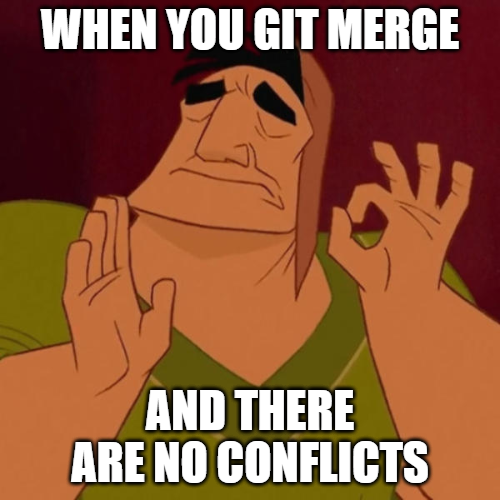 WHEN YOU GIT MERGE
AND THERE
ARE NO CONFLICTS